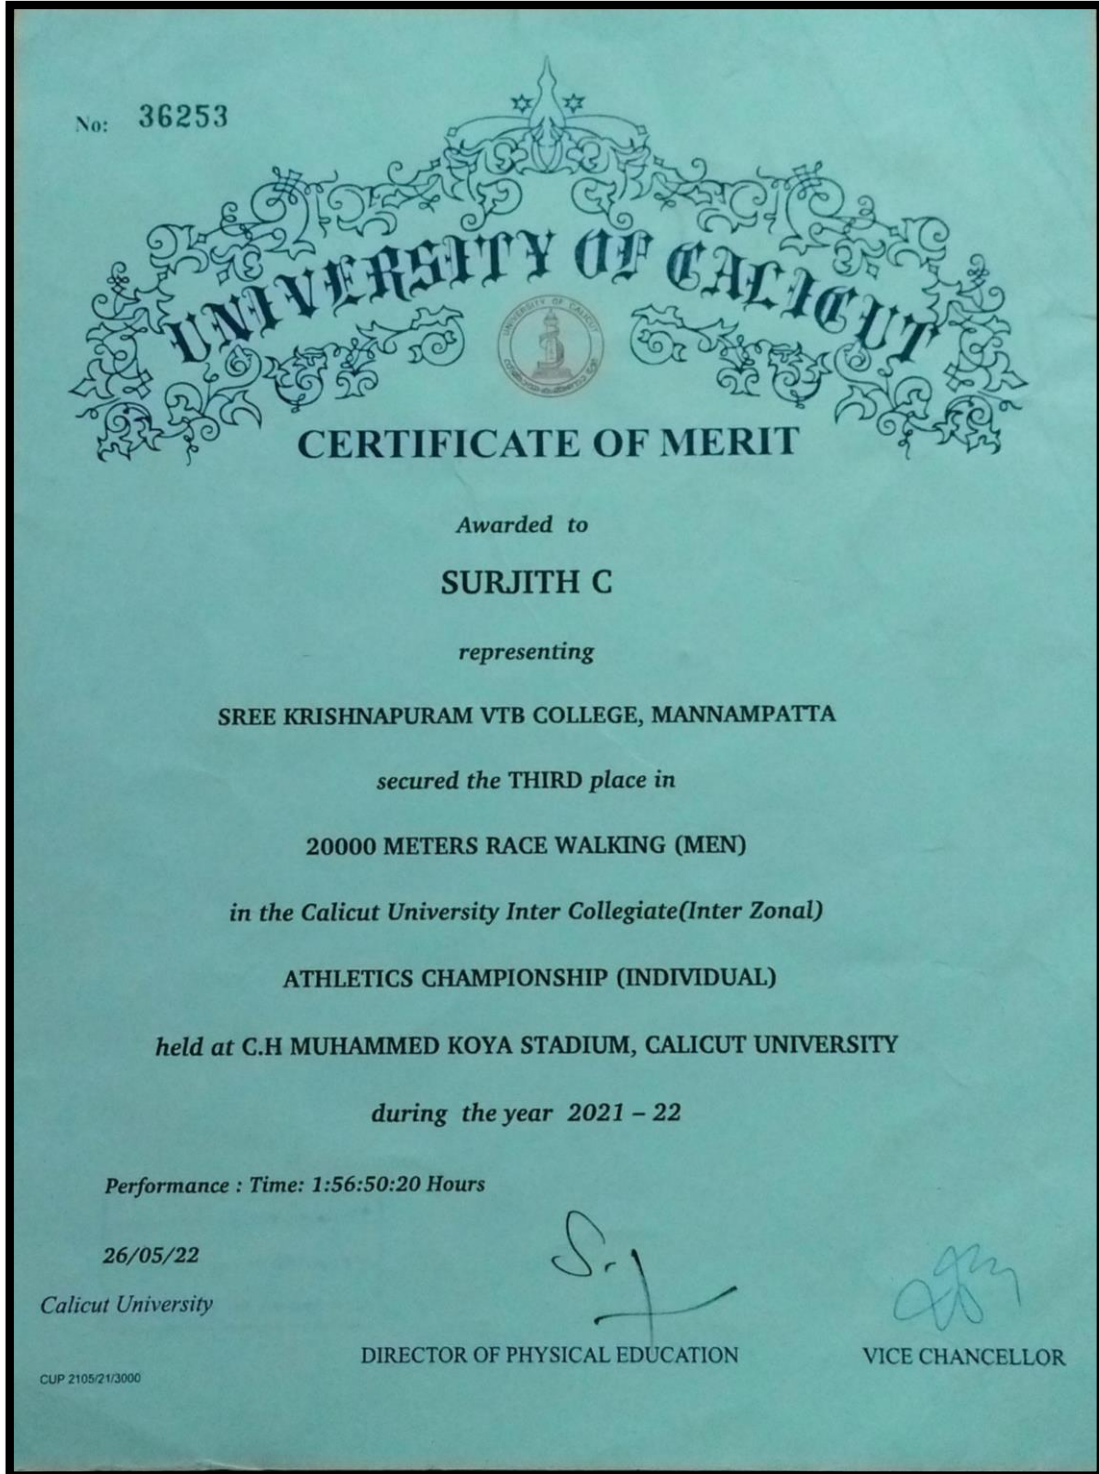 No: 36253
UNIVERSITY OF CALICUT
UNIVERSITY OF CALICUT
CERTIFICATE OF MERIT
Awarded to
SURJITH C
representing
SREE KRISHNAPURAM VTB COLLEGE, MANNAMPATTA
secured the THIRD place in
20000 METERS RACE WALKING (MEN)
in the Calicut University Inter Collegiate(Inter Zonal)
ATHLETICS CHAMPIONSHIP (INDIVIDUAL)
held at C.H MUHAMMED KOYA STADIUM, CALICUT UNIVERSITY
during the year 2021 – 22
Performance : Time: 1:56:50:20 Hours
26/05/22
Calicut University
DIRECTOR OF PHYSICAL EDUCATION
VICE CHANCELLOR
CUP 2105/21/3000